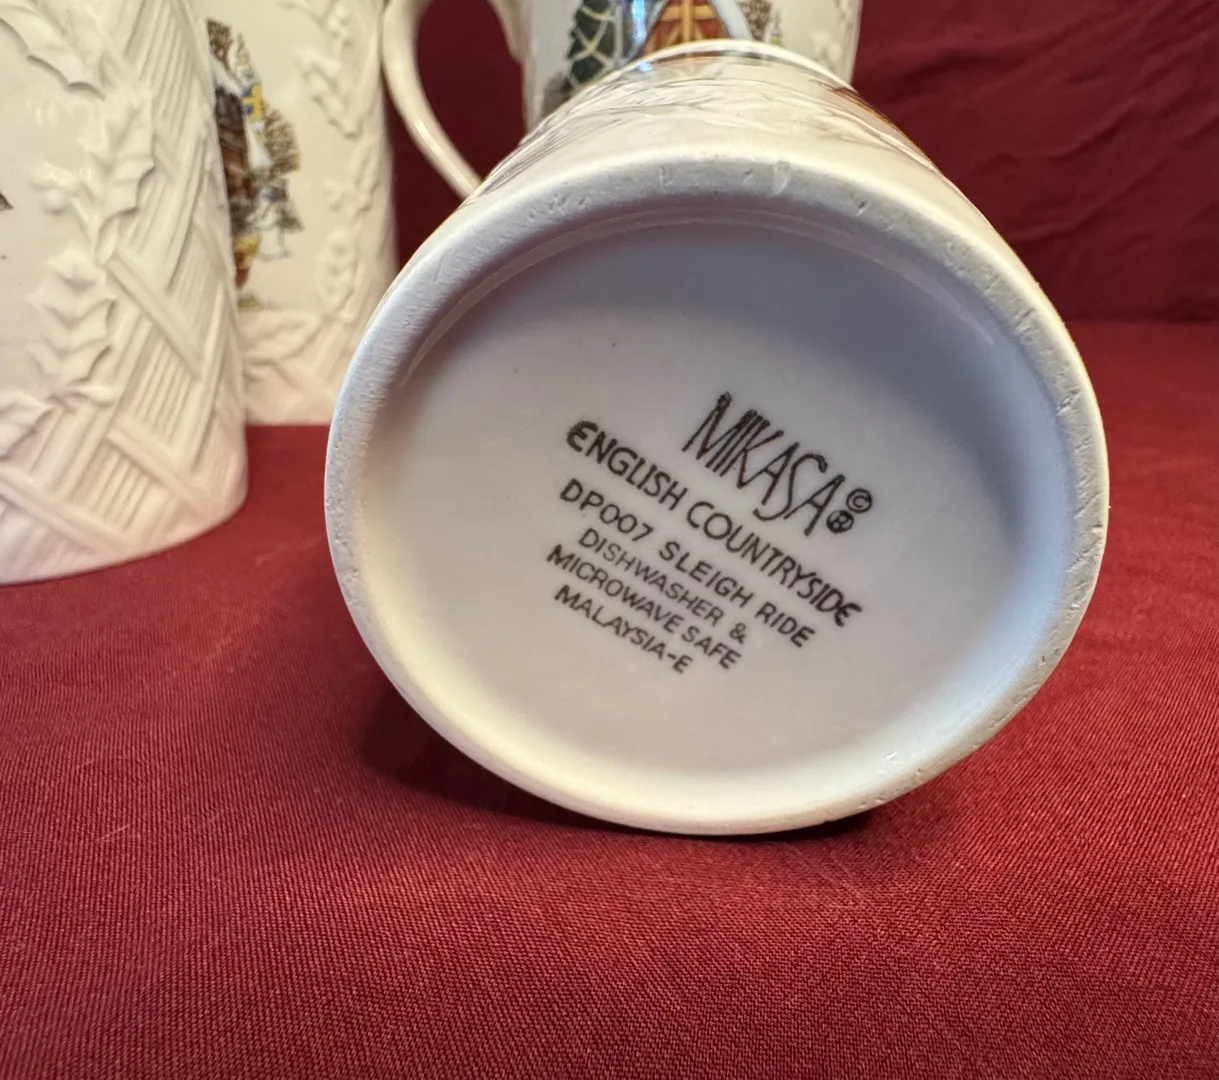 MIKASA©®
ENGLISH COUNTRYSIDE
DP007 SLEIGH RIDE
DISHWASHER &
MICROWAVE SAFE
MALAYSIA-E